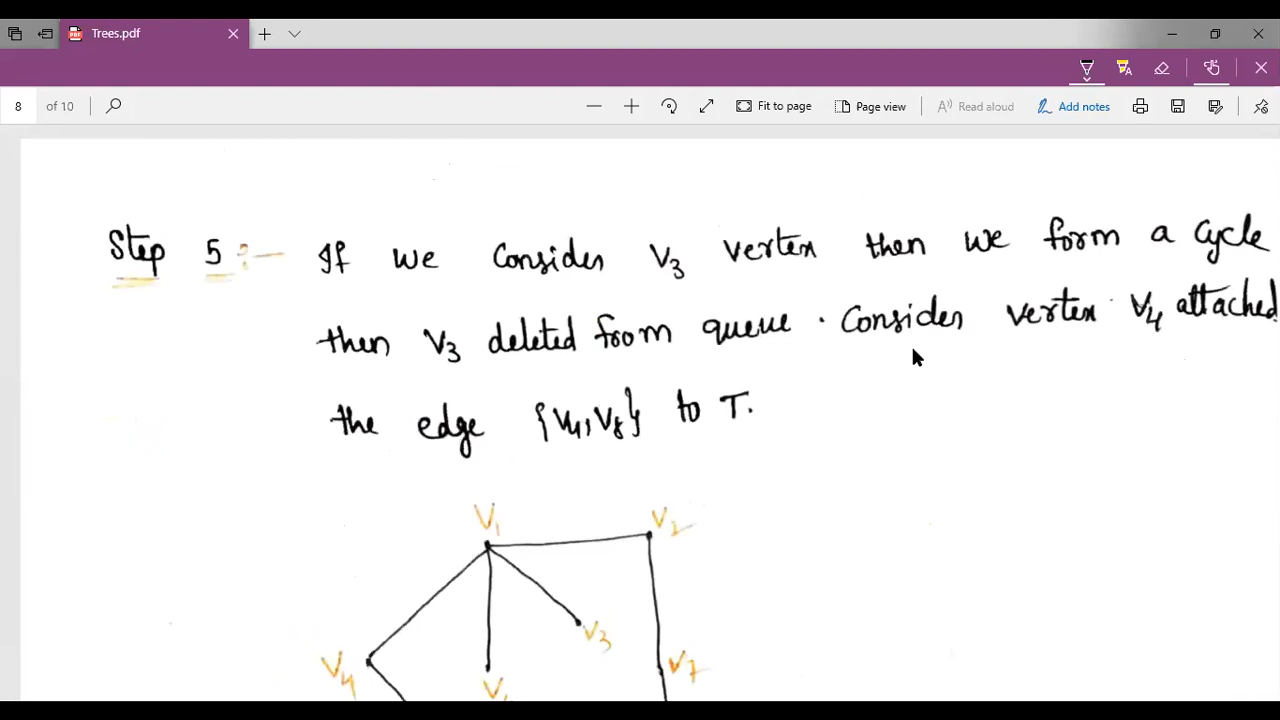 Trees.pdf
8 of 10
Fit to page
Page view
Read aloud
Add notes
Step 5:- If we Consider V3 vertex then we form a Cycle
then V3 deleted from queue. Consider vertex V4 attached
the edge {V4, V8} to T.
V1
V2
V3
V4
V7